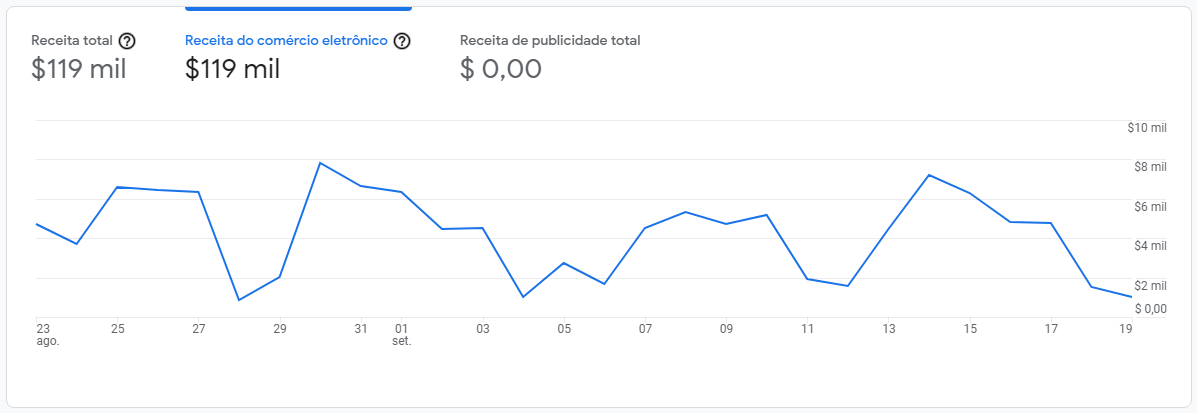 Receita total
Receita do comércio eletrônico
Receita de publicidade total
$119 mil
$119 mil
$ 0,00
$10 mil
$8 mil
$6 mil
$4 mil
$2 mil
$ 0,00
23 25 27 29 31 01 03 05 07 09 11 13 15 17 19
ago. set.